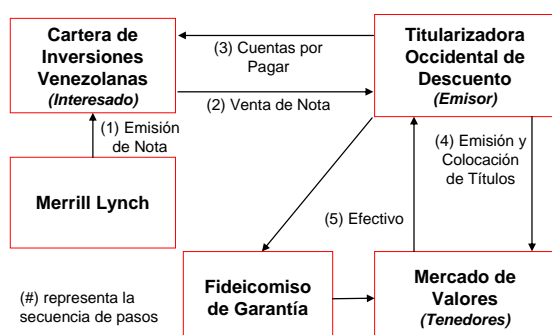 Cartera de
Inversiones
Venezolanas
(Interesado)
(3) Cuentas por
Pagar
Titularizadora
Occidental de
Descuento
(Emisor)
(2) Venta de Nota
(1) Emisión
de Nota
(4) Emisión y
Colocación
de Títulos
Merrill Lynch
(5) Efectivo
(#) representa la
secuencia de pasos
Fideicomiso
de Garantía
Mercado de
Valores
(Tenedores)